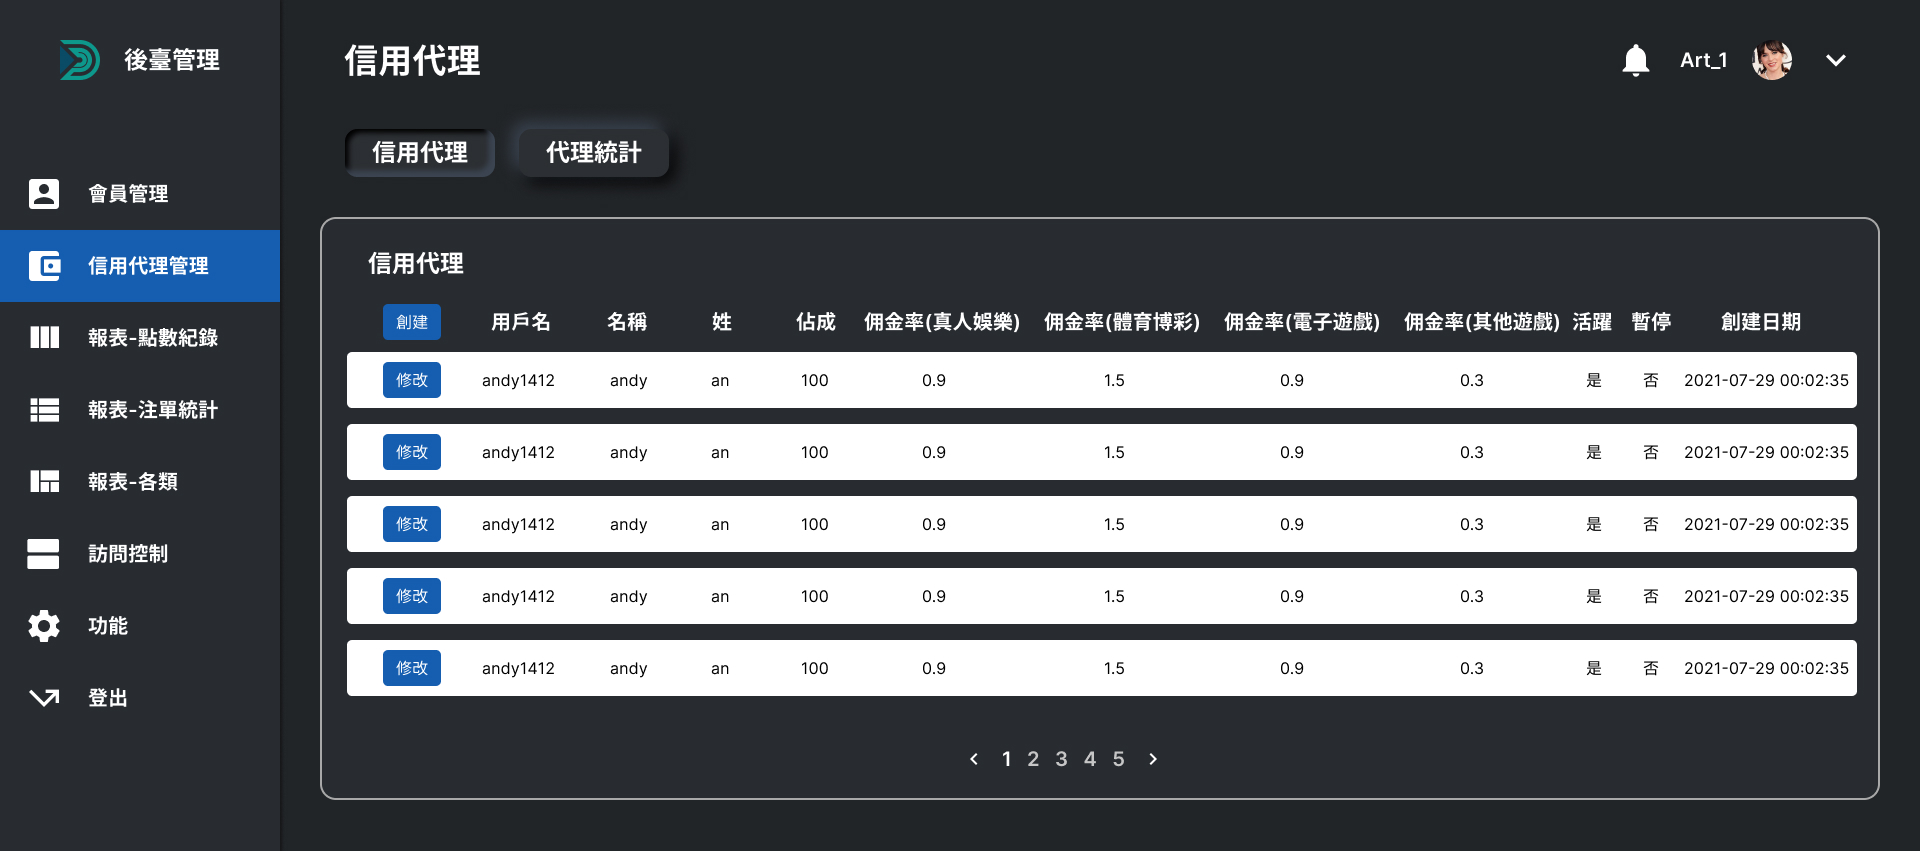 後臺管理
信用代理
Art_1
信用代理
代理統計
會員管理
信用代理管理
報表-點數紀錄
報表-注單統計
報表-各類
訪問控制
功能
登出
信用代理
創建 用戶名 名稱 姓 佔成 佣金率(真人娛樂) 佣金率(體育博彩) 佣金率(電子遊戲) 佣金率(其他遊戲) 活躍 暫停 創建日期
修改 andy1412 andy an 100 0.9 1.5 0.9 0.3 是 否 2021-07-29 00:02:35
修改 andy1412 andy an 100 0.9 1.5 0.9 0.3 是 否 2021-07-29 00:02:35
修改 andy1412 andy an 100 0.9 1.5 0.9 0.3 是 否 2021-07-29 00:02:35
修改 andy1412 andy an 100 0.9 1.5 0.9 0.3 是 否 2021-07-29 00:02:35
修改 andy1412 andy an 100 0.9 1.5 0.9 0.3 是 否 2021-07-29 00:02:35
1 2 3 4 5